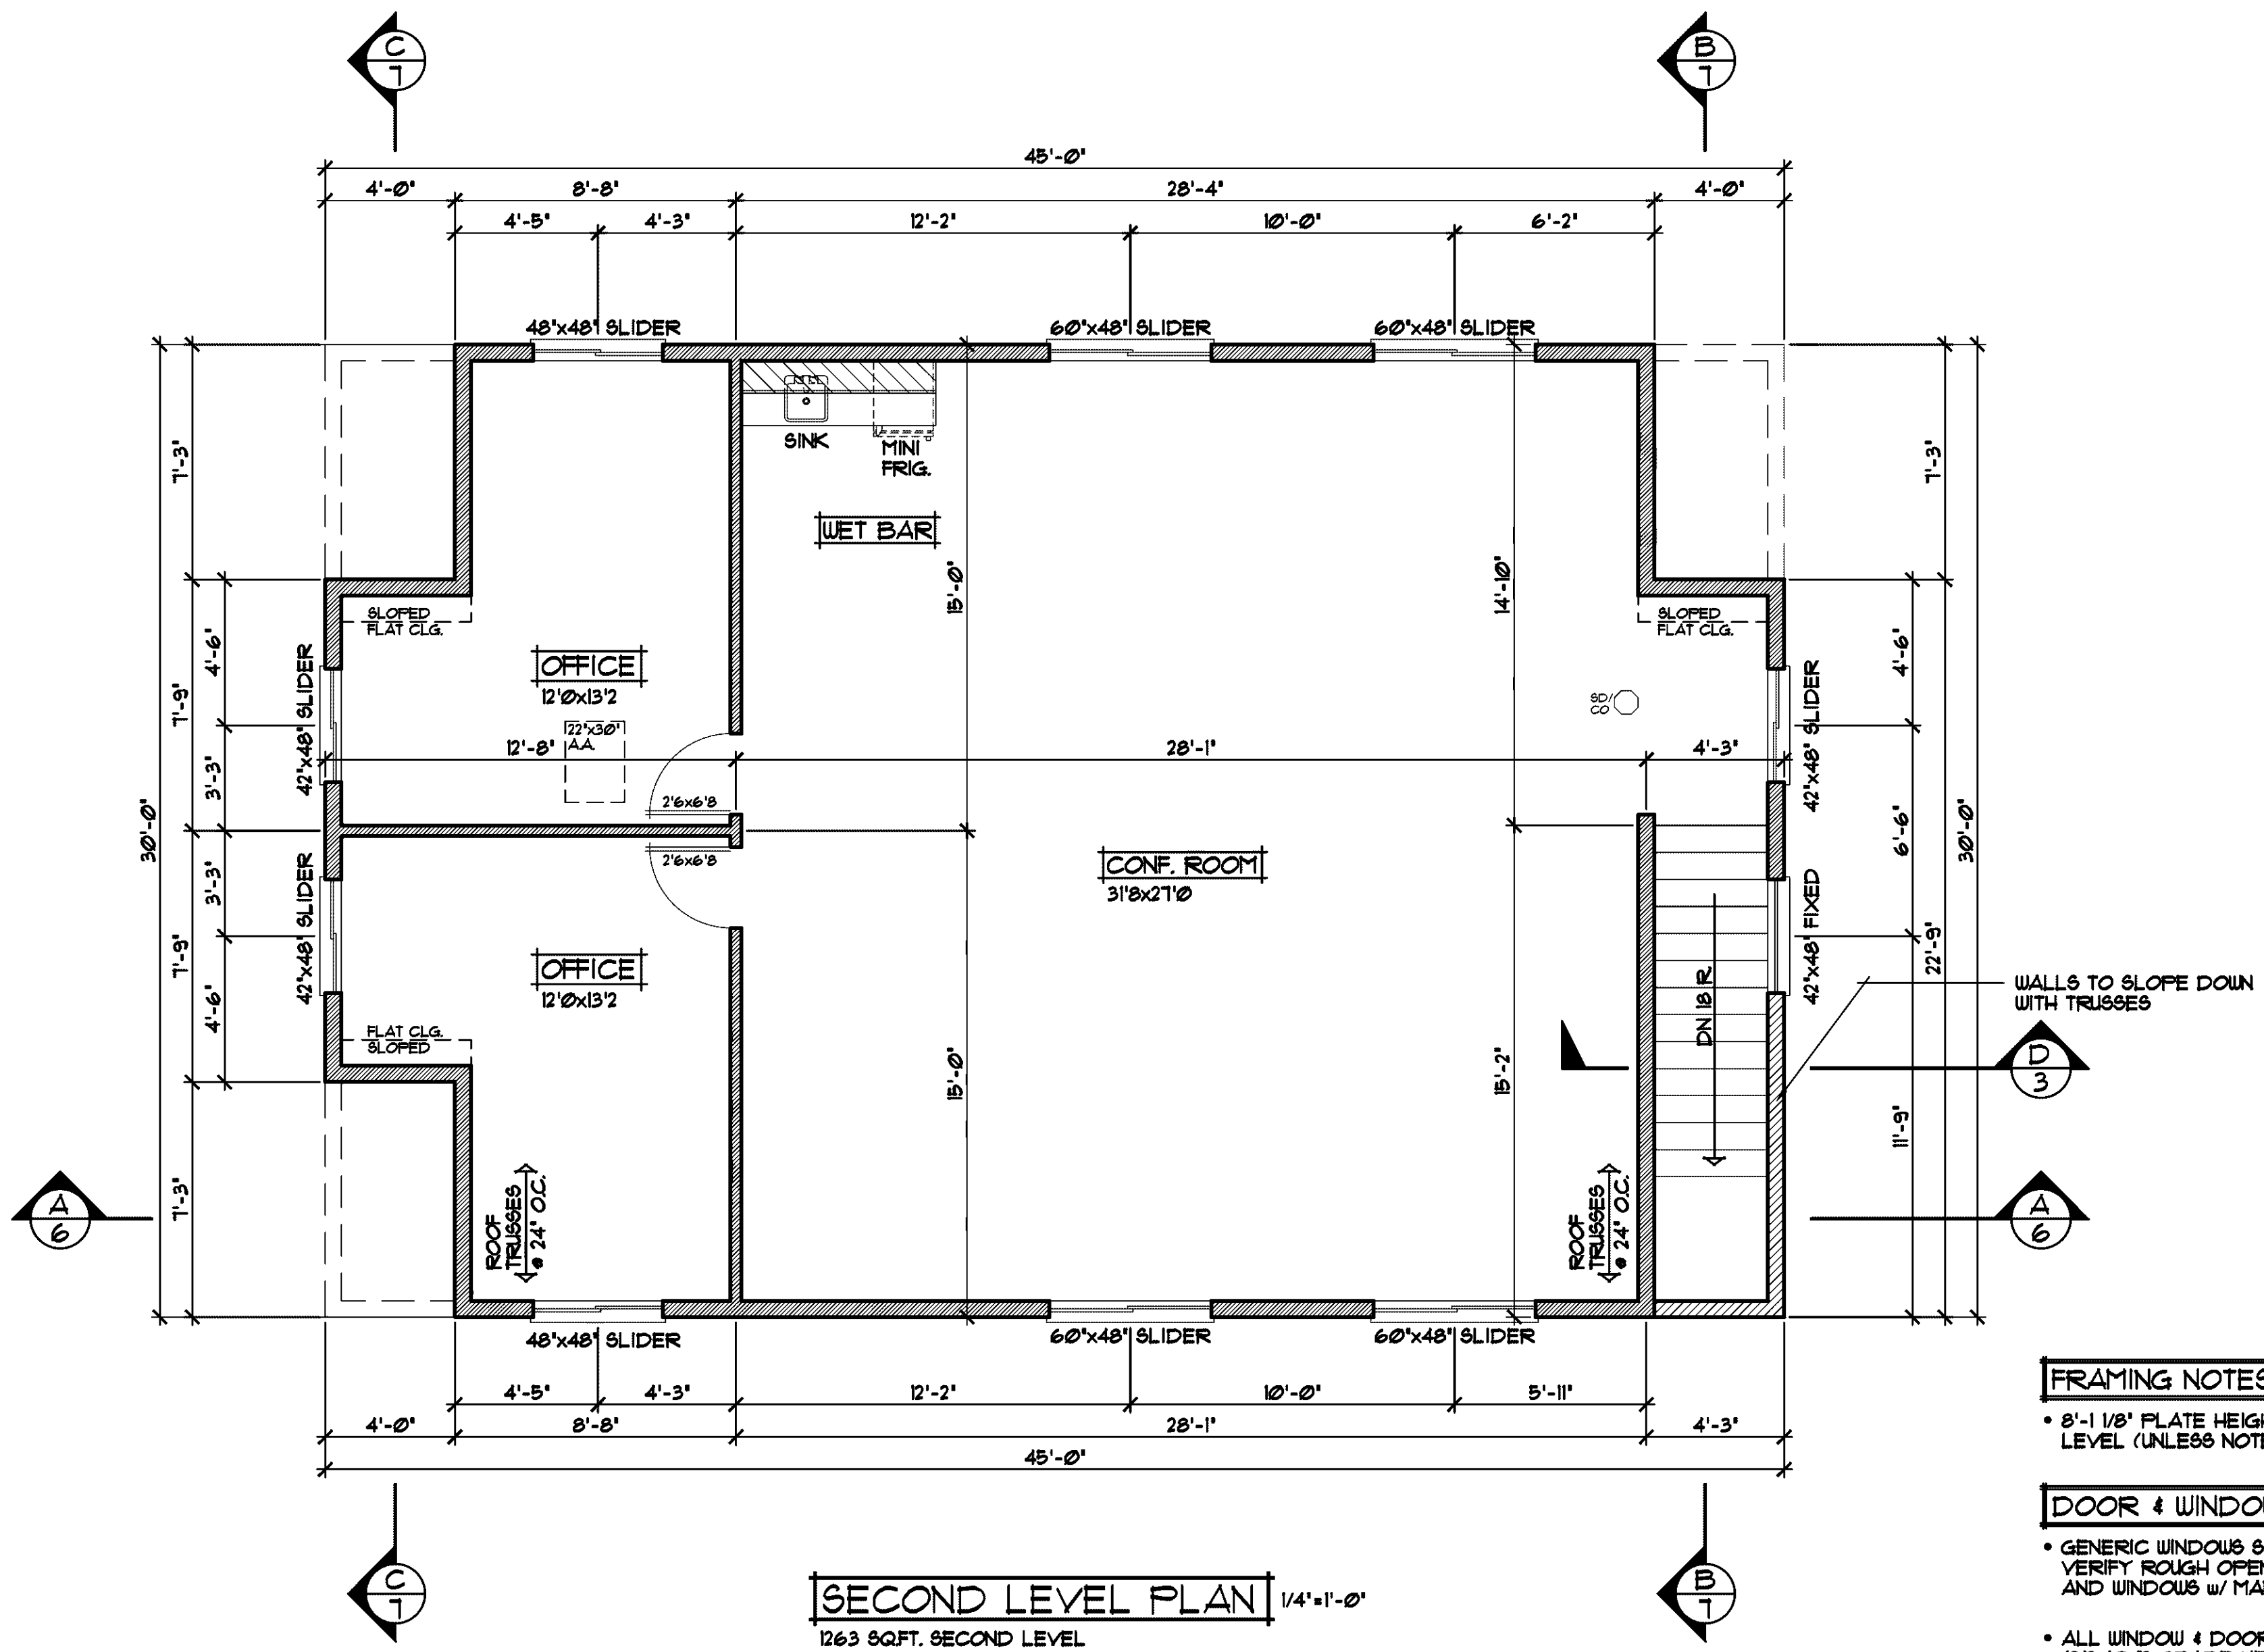 C
7
B
7
45'-0"
4'-0"
8'-8"
28'-4"
4'-0"
4'-5"
4'-3"
12'-2"
10'-0"
6'-2"
48"x48" SLIDER
60"x48" SLIDER
60"x48" SLIDER
SINK
MINI
FRIG.
WET BAR
7'-3"
15'-0"
14'-10"
7'-3"
SLOPED
FLAT CLG.
SLOPED
FLAT CLG.
OFFICE
12'0x13'2
4'-6"
7'-9"
3'-3"
42"x48" SLIDER
22"x30"
A.A.
SD/
CO
42"x48" SLIDER
4'-6"
12'-8"
28'-1"
4'-3"
2'6x6'8
2'6x6'8
30'-0"
6'-6"
30'-0"
CONF. ROOM
31'8x27'0
3'-3"
7'-9"
4'-6"
42"x48" SLIDER
OFFICE
12'0x13'2
42"x48" FIXED
DN 18 R
22'-9"
WALLS TO SLOPE DOWN
WITH TRUSSES
FLAT CLG.
SLOPED
15'-0"
15'-2"
D
3
11'-9"
7'-3"
A
6
ROOF
TRUSSES
@ 24" O.C.
ROOF
TRUSSES
@ 24" O.C.
A
6
48"x48" SLIDER
60"x48" SLIDER
60"x48" SLIDER
4'-5"
4'-3"
12'-2"
10'-0"
5'-11"
4'-0"
8'-8"
28'-1"
4'-3"
45'-0"
FRAMING NOTES
• 8'-1 1/8" PLATE HEIG
LEVEL (UNLESS NOTE
DOOR & WINDO
• GENERIC WINDOWS S
VERIFY ROUGH OPEN
AND WINDOWS w/ MA
• ALL WINDOW & DOOR
C
7
B
7
SECOND LEVEL PLAN
1/4"=1'-0"
1263 SQ.FT. SECOND LEVEL